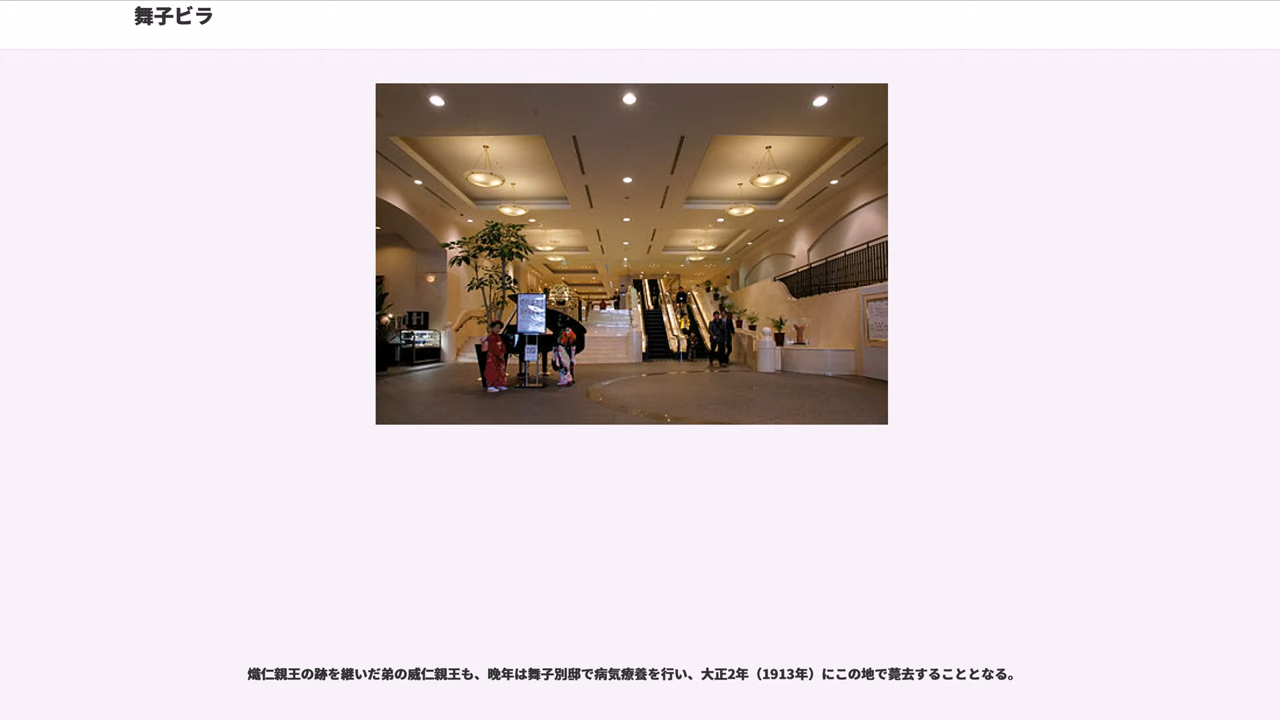 舞子ビラ
熾仁親王の跡を継いだ弟の威仁親王も、晩年は舞子別邸で病気療養を行い、大正2年（1913年）にこの地で薨去することとなる。